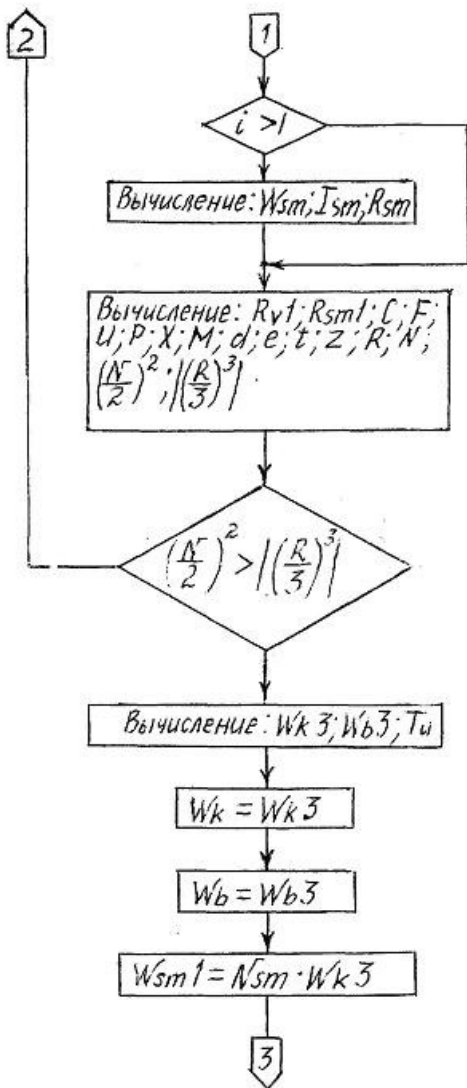 2
1
i >1
Вычисление: Wsm; Ism; Rsm
Вычисление: Rv1; Rsm1; C; F;
U; P; X; M; d; e; t; Z; R; N;
(N/2)²; |(R/3)³|
(N/2)² > |(R/3)³|
Вычисление: Wk3; Wb3; Tu
Wk = Wk3
Wb = Wb3
Wsm1 = Nsm · Wk3
3